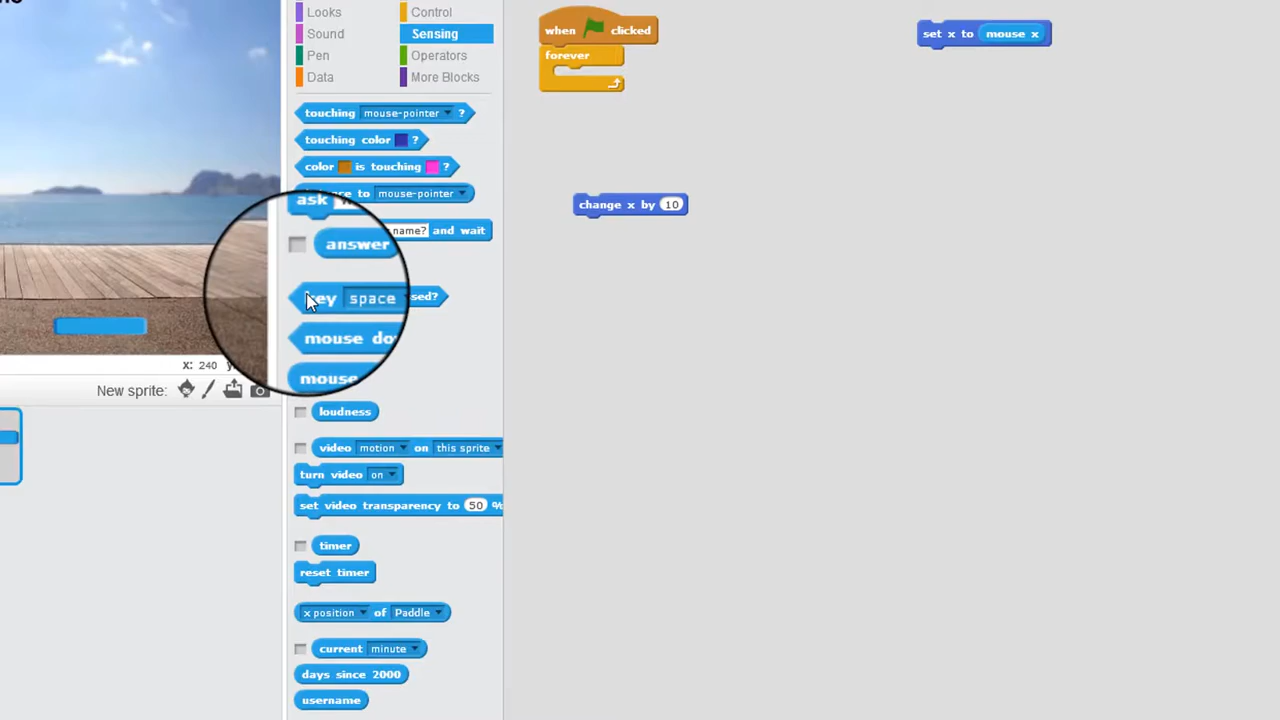 Looks
Control
Sound
Sensing
Pen
Operators
Data
More Blocks
touching mouse-pointer ?
touching color ?
color is touching ?
to mouse-pointer
ask
name? and wait
answer
key space sed?
mouse do
mouse
loudness
video motion on this sprite
turn video on
set video transparency to 50 %
timer
reset timer
x position of Paddle
current minute
days since 2000
username
when clicked
forever
change x by 10
set x to mouse x
x: 240
New sprite: